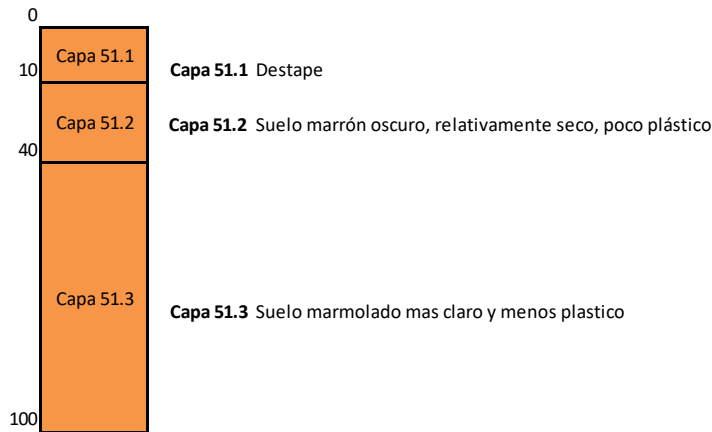 0
Capa 51.1
10
Capa 51.1 Destape
Capa 51.2
Capa 51.2 Suelo marrón oscuro, relativamente seco, poco plástico
40
Capa 51.3
Capa 51.3 Suelo marmolado mas claro y menos plastico
100